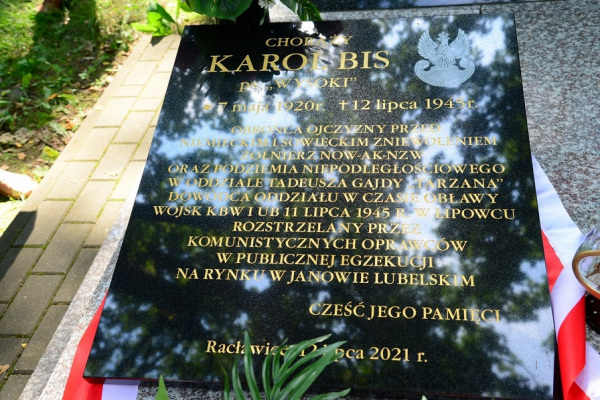 CHORĄŻY
KAROL BIS
ps. „WYSOKI”
★ 7 maja 1920r. † 12 lipca 1945r.
OBROŃCA OJCZYZNY PRZED
NIEMIECKIM I SOWIECKIM ZNIEWOLENIEM
ŻOŁNIERZ NOW-AK-NZW
ORAZ PODZIEMIA NIEPODLEGŁOŚCIOWEGO
W ODDZIALE TADEUSZA GAJDY „TARZANA”
DOWÓDCA ODDZIAŁU W CZASIE OBŁAWY
WOJSK KBW I UB 11 LIPCA 1945 R. W LIPOWCU
ROZSTRZELANY PRZEZ
KOMUNISTYCZNYCH OPRAWCÓW
W PUBLICZNEJ EGZEKUCJI
NA RYNKU W JANOWIE LUBELSKIM
CZEŚĆ JEGO PAMIĘCI
Racławice 12 lipca 2021 r.